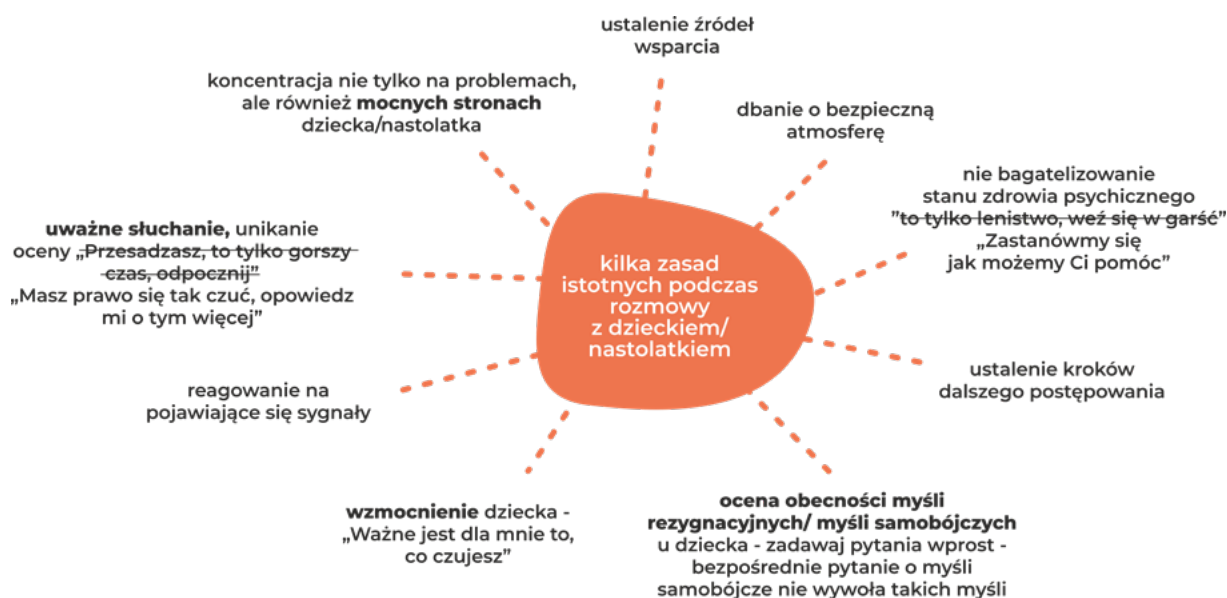 ustalenie źródeł
wsparcia
koncentracja nie tylko na problemach,
ale również mocnych stronach
dziecka/nastolatka
dbanie o bezpieczną
atmosferę
nie bagatelizowanie
stanu zdrowia psychicznego
”to tylko lenistwo, weź się w garść”
„Zastanówmy się
jak możemy Ci pomóc”
uważne słuchanie, unikanie
oceny „Przesadzasz, to tylko gorszy
czas, odpocznij”
„Masz prawo się tak czuć, opowiedz
mi o tym więcej”
kilka zasad
istotnych podczas
rozmowy
z dzieckiem/
nastolatkiem
reagowanie na
pojawiające się sygnały
ustalenie kroków
dalszego postępowania
wzmocnienie dziecka -
„Ważne jest dla mnie to,
co czujesz”
ocena obecności myśli
rezygnacyjnych/ myśli samobójczych
u dziecka - zadawaj pytania wprost -
bezpośrednie pytanie o myśli
samobójcze nie wywoła takich myśli